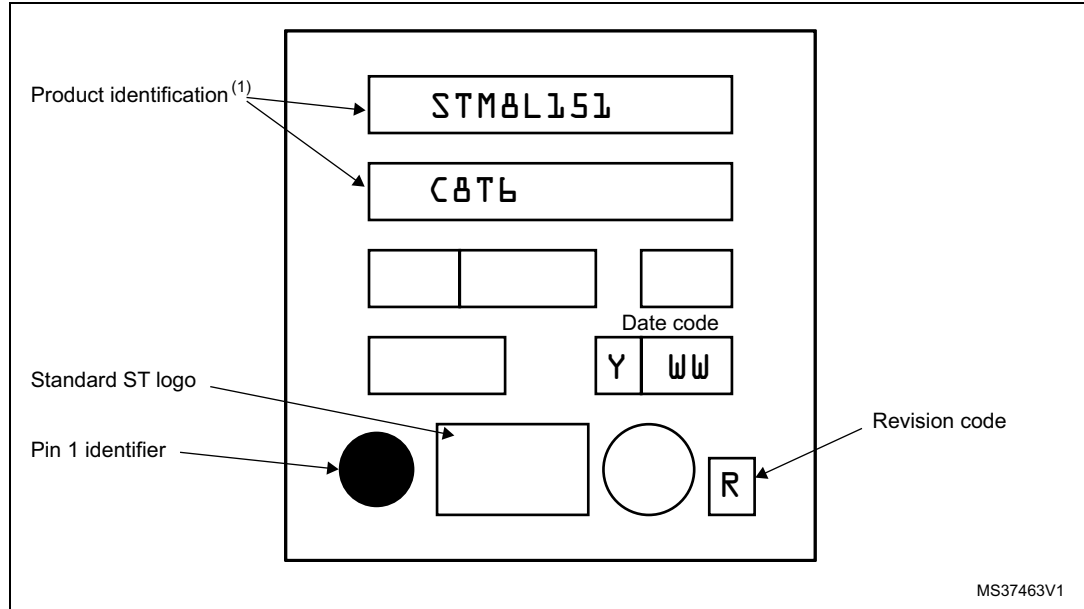 Product identification (1)
STM8L151
C8T6
Date code
Y WW
Standard ST logo
Pin 1 identifier
Revision code
R
MS37463V1